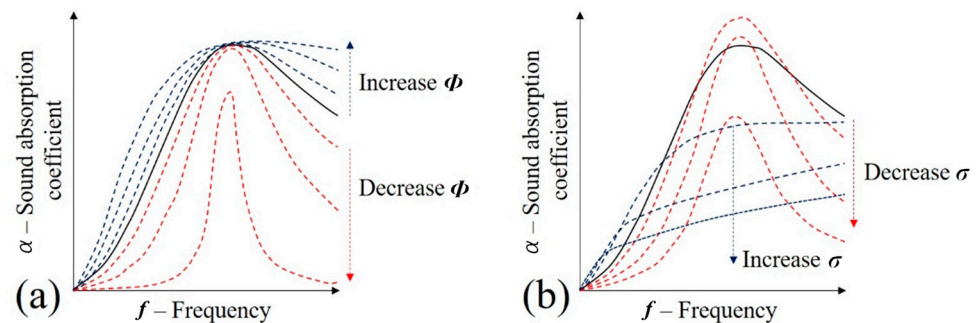 α – Sound absorption
coefficient
Increase Φ
Decrease Φ
(a)
f – Frequency
α – Sound absorption
coefficient
Decrease σ
Increase σ
(b)
f – Frequency